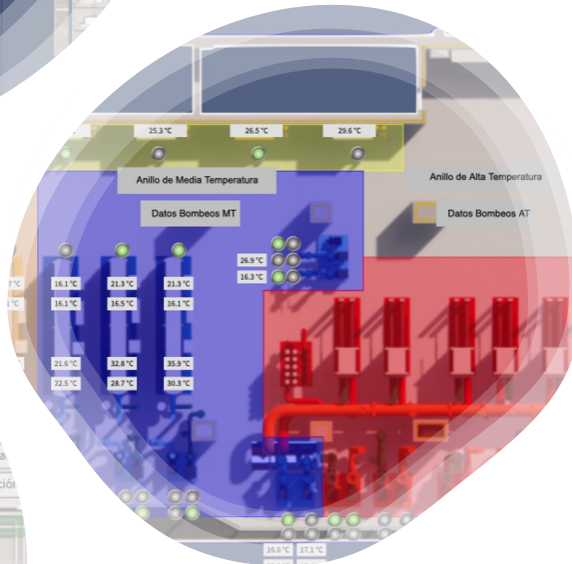 25.3 °C
26.5 °C
29.6 °C
Anillo de Media Temperatura
Anillo de Alta Temperatura
Datos Bombeos MT
Datos Bombeos AT
26.9 °C
16.3 °C
16.1 °C
21.3 °C
21.3 °C
16.1 °C
16.5 °C
16.1 °C
21.6 °C
32.8 °C
35.9 °C
22.5 °C
28.7 °C
30.3 °C
16.0 °C
17.1 °C